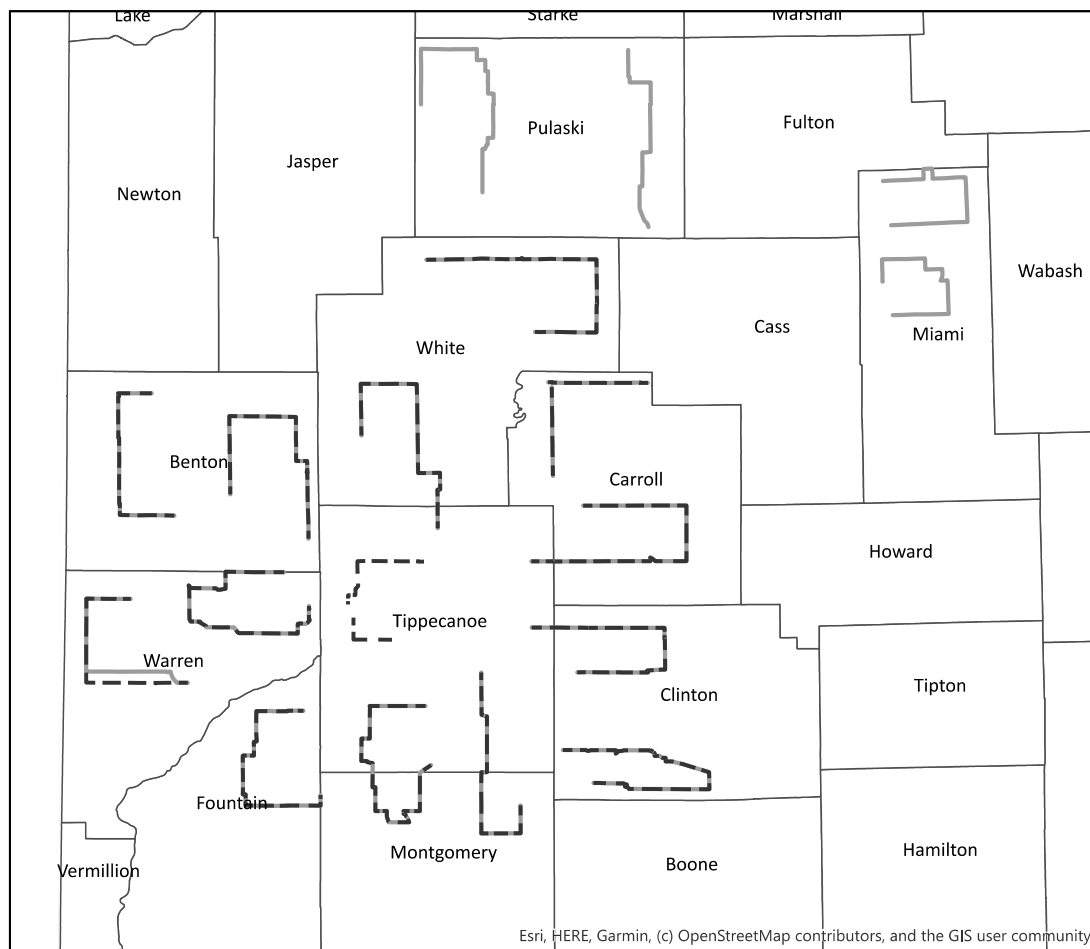 Lake
Starke
Marshall
Pulaski
Fulton
Jasper
Newton
Wabash
Cass
Miami
White
Benton
Carroll
Howard
Tippecanoe
Warren
Clinton
Tipton
Fountain
Montgomery
Hamilton
Boone
Vermillion
Esri, HERE, Garmin, (c) OpenStreetMap contributors, and the GIS user community